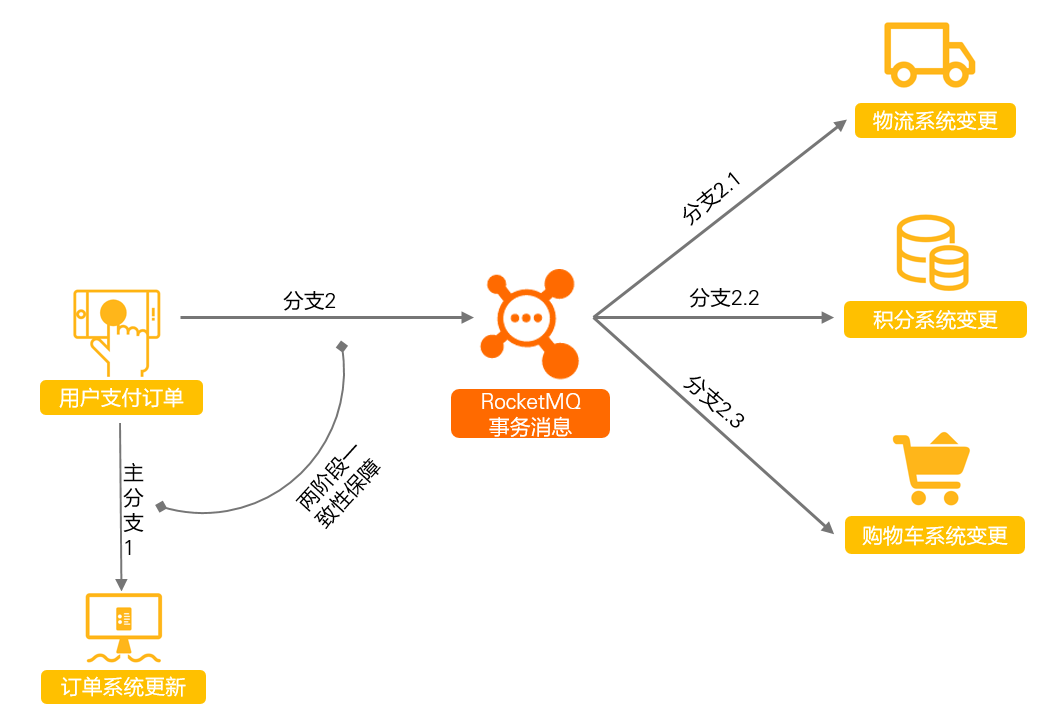 物流系统变更
分支2.1
积分系统变更
分支2.2
分支2
用户支付订单
RocketMQ
事务消息
分支2.3
两阶段一
致性保障
主
分
支
1
购物车系统变更
订单系统更新